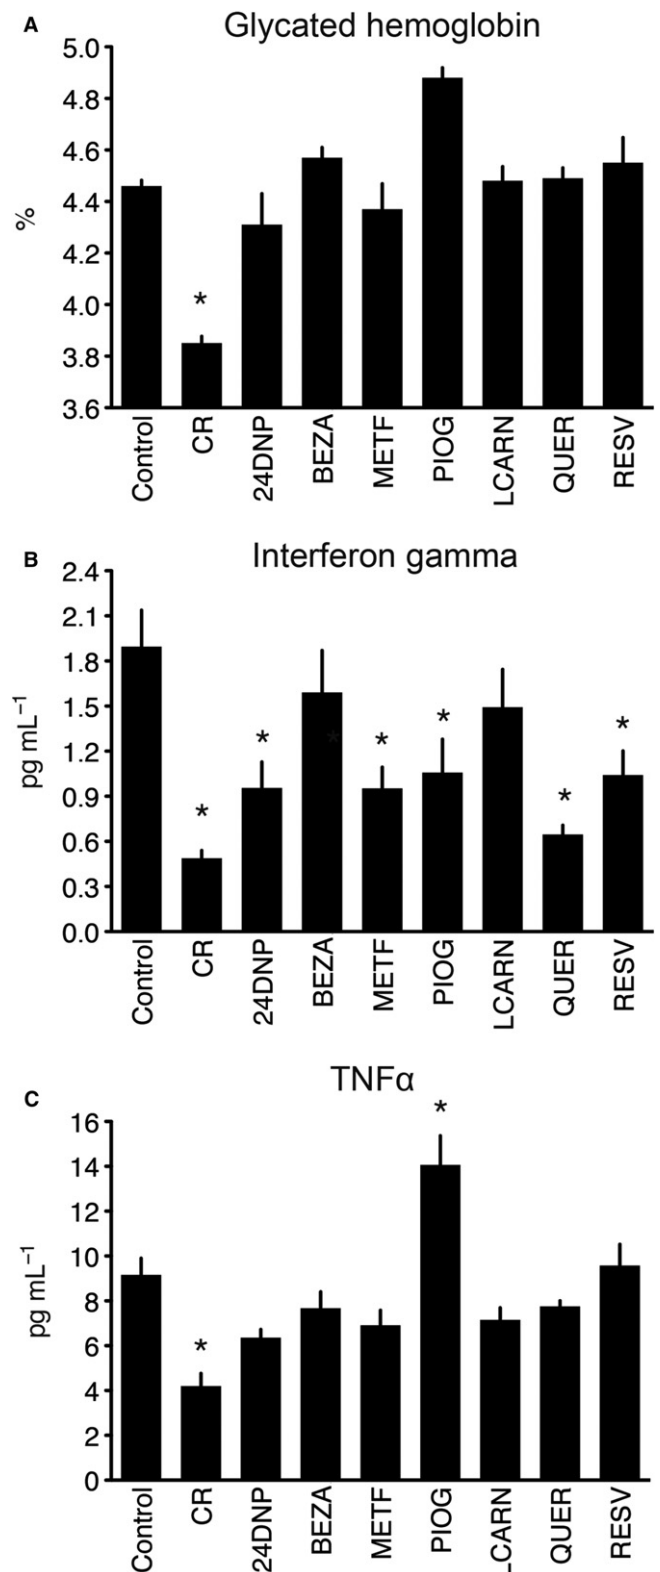 A
Glycated hemoglobin
%
5.0
4.8
4.6
4.4
4.2
4.0
3.8
3.6
*
Control
CR
24DNP
BEZA
METF
PIOG
LCARN
QUER
RESV
B
Interferon gamma
pg mL⁻¹
2.4
2.1
1.8
1.5
1.2
0.9
0.6
0.3
0.0
* * * * * * *
Control
CR
24DNP
BEZA
METF
PIOG
LCARN
QUER
RESV
C
TNFα
pg mL⁻¹
16
14
12
10
8
6
4
2
0
* *
Control
CR
24DNP
BEZA
METF
PIOG
LCARN
QUER
RESV